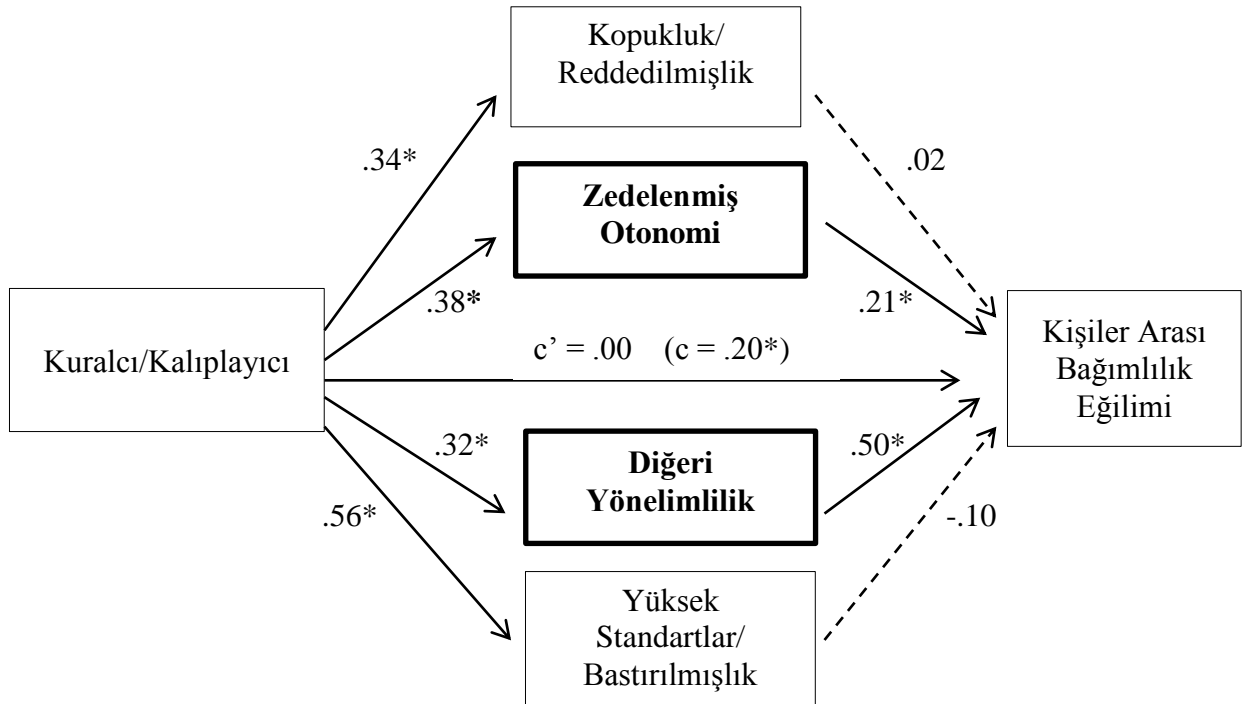 Kopukluk/
Reddedilmişlik
.34*
.02
Zedelenmiş
Otonomi
.38*
.21*
Kuralcı/Kalıplayıcı
c’ = .00 (c = .20*)
Kişiler Arası
Bağımlılık
Eğilimi
.32*
Diğeri
Yönelimlilik
.50*
.56*
-.10
Yüksek
Standartlar/
Bastırılmışlık